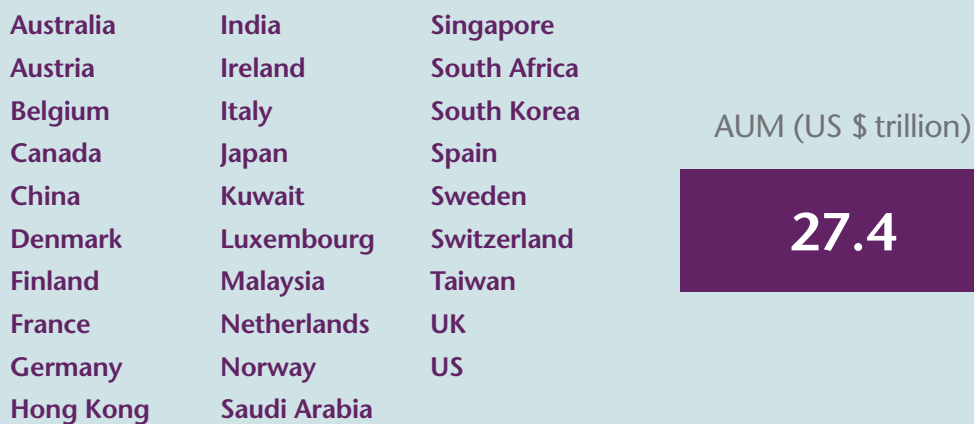 Australia
Austria
Belgium
Canada
China
Denmark
Finland
France
Germany
Hong Kong
India
Ireland
Italy
Japan
Kuwait
Luxembourg
Malaysia
Netherlands
Norway
Saudi Arabia
Singapore
South Africa
South Korea
Spain
Sweden
Switzerland
Taiwan
UK
US
AUM (US $ trillion)
27.4